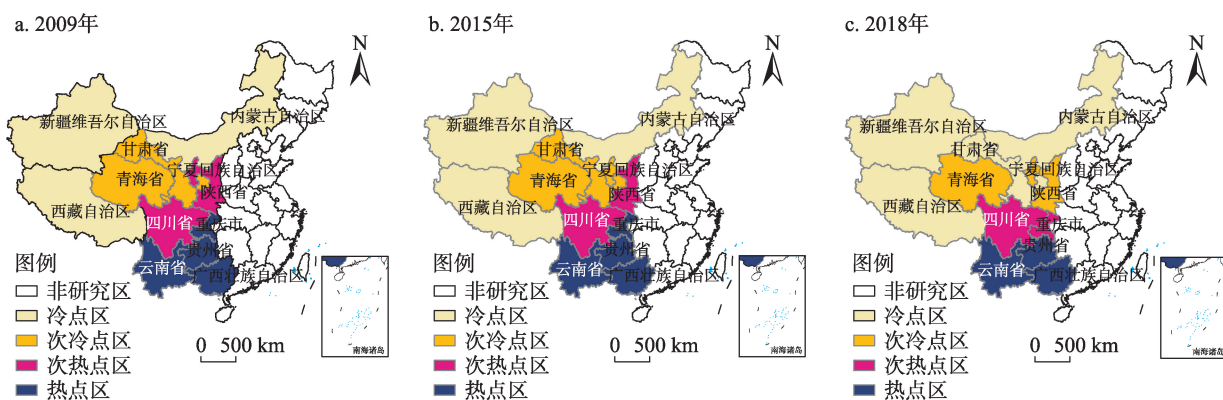 a. 2009年
N
新疆维吾尔自治区
内蒙古自治区
甘肃省
宁夏回族自治区
青海省
陕西省
西藏自治区
四川省
重庆市
贵州省
云南省
广西壮族自治区
图例
非研究区
冷点区
次冷点区
次热点区
热点区
0 500 km
南海诸岛
b. 2015年
N
新疆维吾尔自治区
内蒙古自治区
甘肃省
宁夏回族自治区
青海省
陕西省
西藏自治区
四川省
重庆市
贵州省
云南省
广西壮族自治区
图例
非研究区
冷点区
次冷点区
次热点区
热点区
0 500 km
南海诸岛
c. 2018年
N
新疆维吾尔自治区
内蒙古自治区
甘肃省
宁夏回族自治区
青海省
陕西省
西藏自治区
四川省
重庆市
贵州省
云南省
广西壮族自治区
图例
非研究区
冷点区
次冷点区
次热点区
热点区
0 500 km
南海诸岛